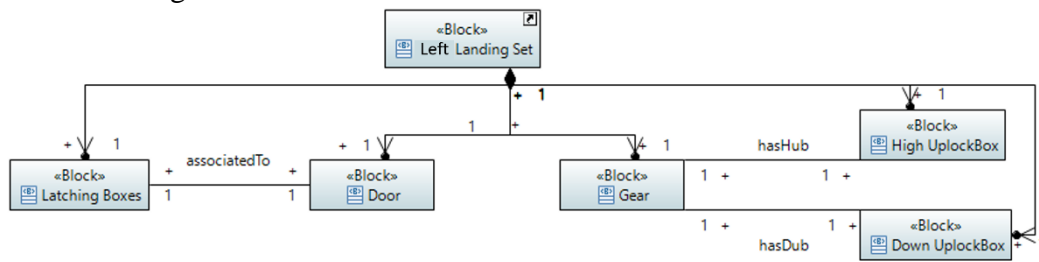 «Block»
Left Landing Set
+ 1
1 +
+ 1
+ 1
+ 1
+ 1
«Block»
Latching Boxes
associatedTo
+ +
1 1
«Block»
Door
«Block»
Gear
hasHub
1 + 1 +
«Block»
High UplockBox
1 + 1 +
hasDub
«Block»
Down UplockBox
+